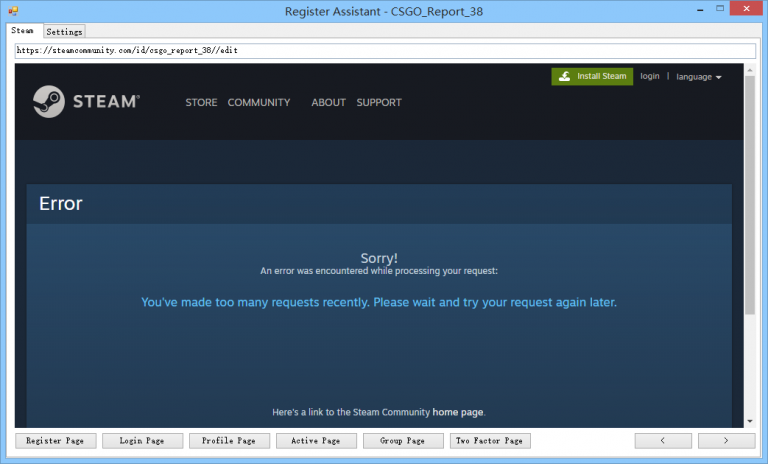 Register Assistant - CSGO_Report_38
Steam Settings
https://steamcommunity.com/id/csgo_report_38//edit
Install Steam login | language
STEAM®
STORE COMMUNITY ABOUT SUPPORT
Error
Sorry!
An error was encountered while processing your request:
You've made too many requests recently. Please wait and try your request again later.
Here's a link to the Steam Community home page.
Register Page Login Page Profile Page Active Page Group Page Two Factor Page < >